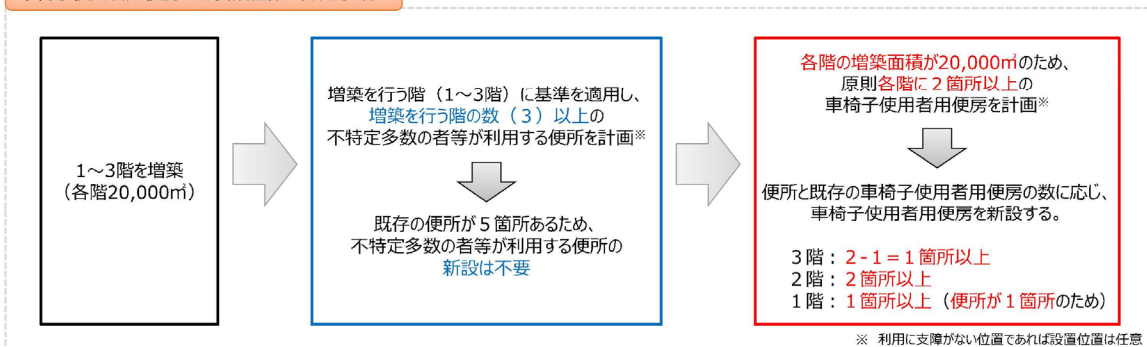 1～3階を増築
（各階20,000㎡）
増築を行う階（1～3階）に基準を適用し、
増築を行う階の数（3）以上の
不特定多数の者等が利用する便所を計画※
既存の便所が５箇所あるため、
不特定多数の者等が利用する便所の
新設は不要
各階の増築面積が20,000㎡のため、
原則各階に２箇所以上の
車椅子使用者用便房を計画※
便所と既存の車椅子使用者用便房の数に応じ、
車椅子使用者用便房を新設する。
3階：２-１＝１箇所以上
2階：２箇所以上
1階：１箇所以上（便所が１箇所のため）
※ 利用に支障がない位置であれば設置位置は任意